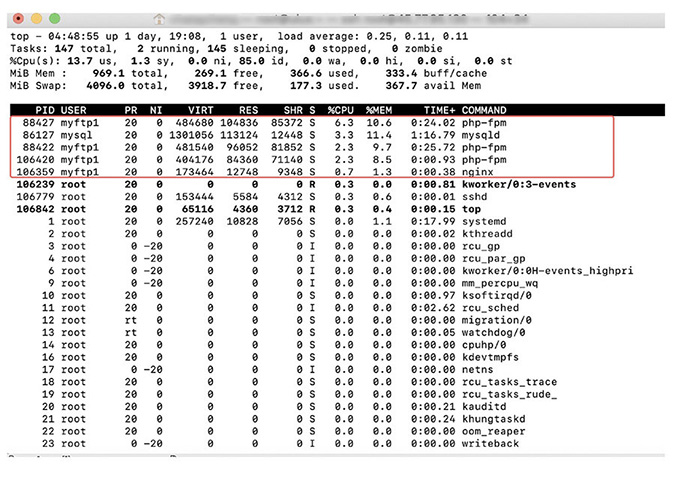 top - 04:48:55 up 1 day, 19:08,  1 user,  load average: 0.25, 0.11, 0.11
Tasks: 147 total,   2 running, 145 sleeping,   0 stopped,   0 zombie
%Cpu(s): 13.7 us,  1.3 sy,  0.0 ni, 85.0 id,  0.0 wa,  0.0 hi,  0.0 si,  0.0 st
MiB Mem :    969.1 total,    269.1 free,    366.6 used,    333.4 buff/cache
MiB Swap:   4096.0 total,   3918.7 free,    177.3 used.    367.7 avail Mem
PID USER      PR  NI    VIRT    RES    SHR S  %CPU  %MEM     TIME+ COMMAND
88427 myftp1    20   0  484680 104836  85372 S   6.3  10.6   0:24.02 php-fpm
86127 mysql     20   0 1301056 113124  12448 S   3.3  11.4   1:16.79 mysqld
88422 myftp1    20   0  481540  96052  81852 S   2.3   9.7   0:25.72 php-fpm
106420 myftp1    20   0  404176  84360  71140 S   2.3   8.5   0:00.93 php-fpm
106359 myftp1    20   0  173464  12748   9348 S   0.7   1.3   0:00.38 nginx
106239 root      20   0       0      0      0 R   0.3   0.0   0:00.81 kworker/0:3-events
106779 root      20   0  153444   5584   4312 S   0.3   0.6   0:00.01 sshd
106842 root      20   0   65116   4360   3712 R   0.3   0.4   0:00.15 top
1 root      20   0  257240  10828   7056 S   0.0   1.1   0:17.99 systemd
2 root      20   0       0      0      0 S   0.0   0.0   0:00.02 kthreadd
3 root       0 -20       0      0      0 I   0.0   0.0   0:00.00 rcu_gp
4 root       0 -20       0      0      0 I   0.0   0.0   0:00.00 rcu_par_gp
6 root       0 -20       0      0      0 I   0.0   0.0   0:00.00 kworker/0:0H-events_highpri
9 root       0 -20       0      0      0 I   0.0   0.0   0:00.00 mm_percpu_wq
10 root      20   0       0      0      0 S   0.0   0.0   0:00.97 ksoftirqd/0
11 root      20   0       0      0      0 I   0.0   0.0   0:02.62 rcu_sched
12 root      rt   0       0      0      0 S   0.0   0.0   0:00.00 migration/0
13 root      rt   0       0      0      0 S   0.0   0.0   0:00.05 watchdog/0
14 root      20   0       0      0      0 S   0.0   0.0   0:00.00 cpuhp/0
16 root      20   0       0      0      0 S   0.0   0.0   0:00.00 kdevtmpfs
17 root       0 -20       0      0      0 I   0.0   0.0   0:00.00 netns
18 root      20   0       0      0      0 S   0.0   0.0   0:00.00 rcu_tasks_trace
19 root      20   0       0      0      0 S   0.0   0.0   0:00.00 rcu_tasks_rude_
20 root      20   0       0      0      0 S   0.0   0.0   0:00.21 kauditd
21 root      20   0       0      0      0 S   0.0   0.0   0:00.24 khungtaskd
22 root      20   0       0      0      0 S   0.0   0.0   0:00.00 oom_reaper
23 root       0 -20       0      0      0 I   0.0   0.0   0:00.00 writeback